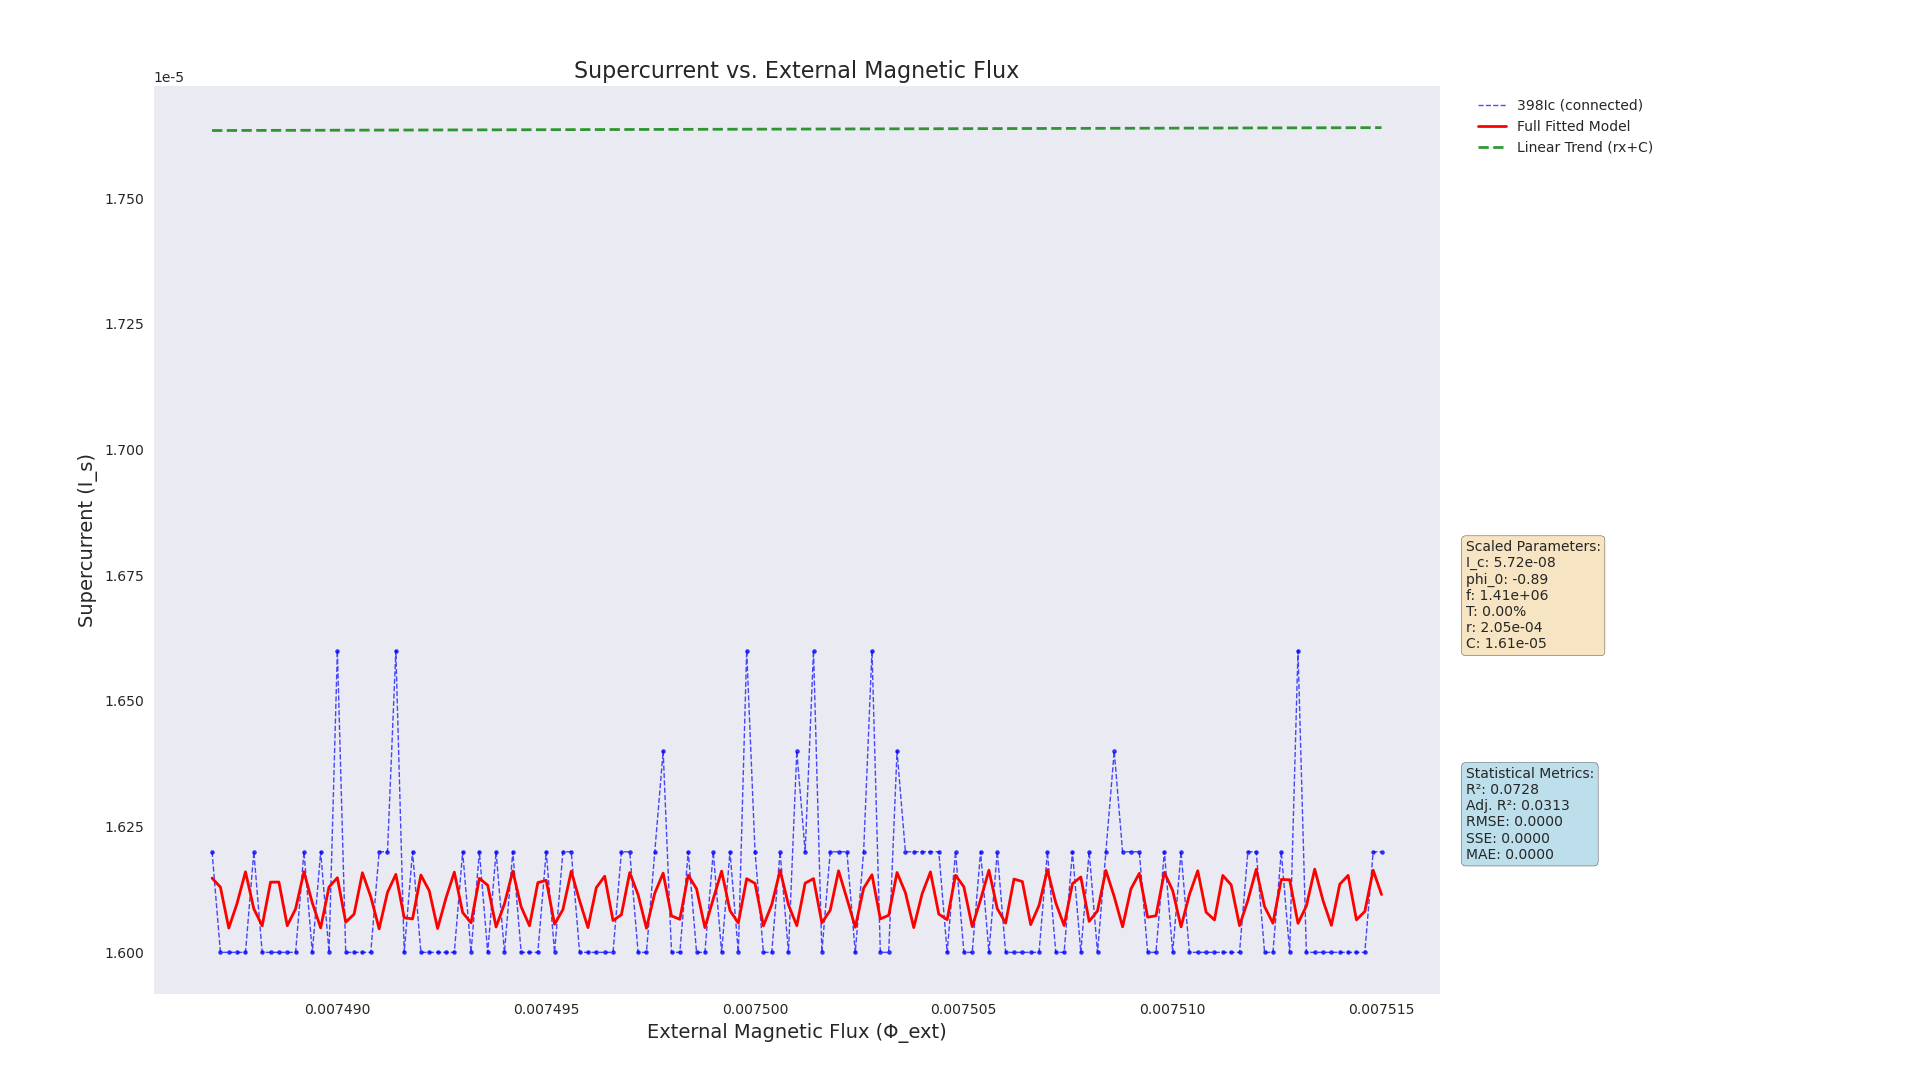 Supercurrent vs. External Magnetic Flux
1e-5
1.750
1.725
1.700
1.675
1.650
1.625
1.600
Supercurrent (I_s)
0.007490
0.007495
0.007500
0.007505
0.007510
0.007515
External Magnetic Flux (Φ_ext)
398Ic (connected)
Full Fitted Model
Linear Trend (rx+C)
Scaled Parameters:
I_c: 5.72e-08
phi_0: -0.89
f: 1.41e+06
T: 0.00%
r: 2.05e-04
C: 1.61e-05
Statistical Metrics:
R²: 0.0728
Adj. R²: 0.0313
RMSE: 0.0000
SSE: 0.0000
MAE: 0.0000